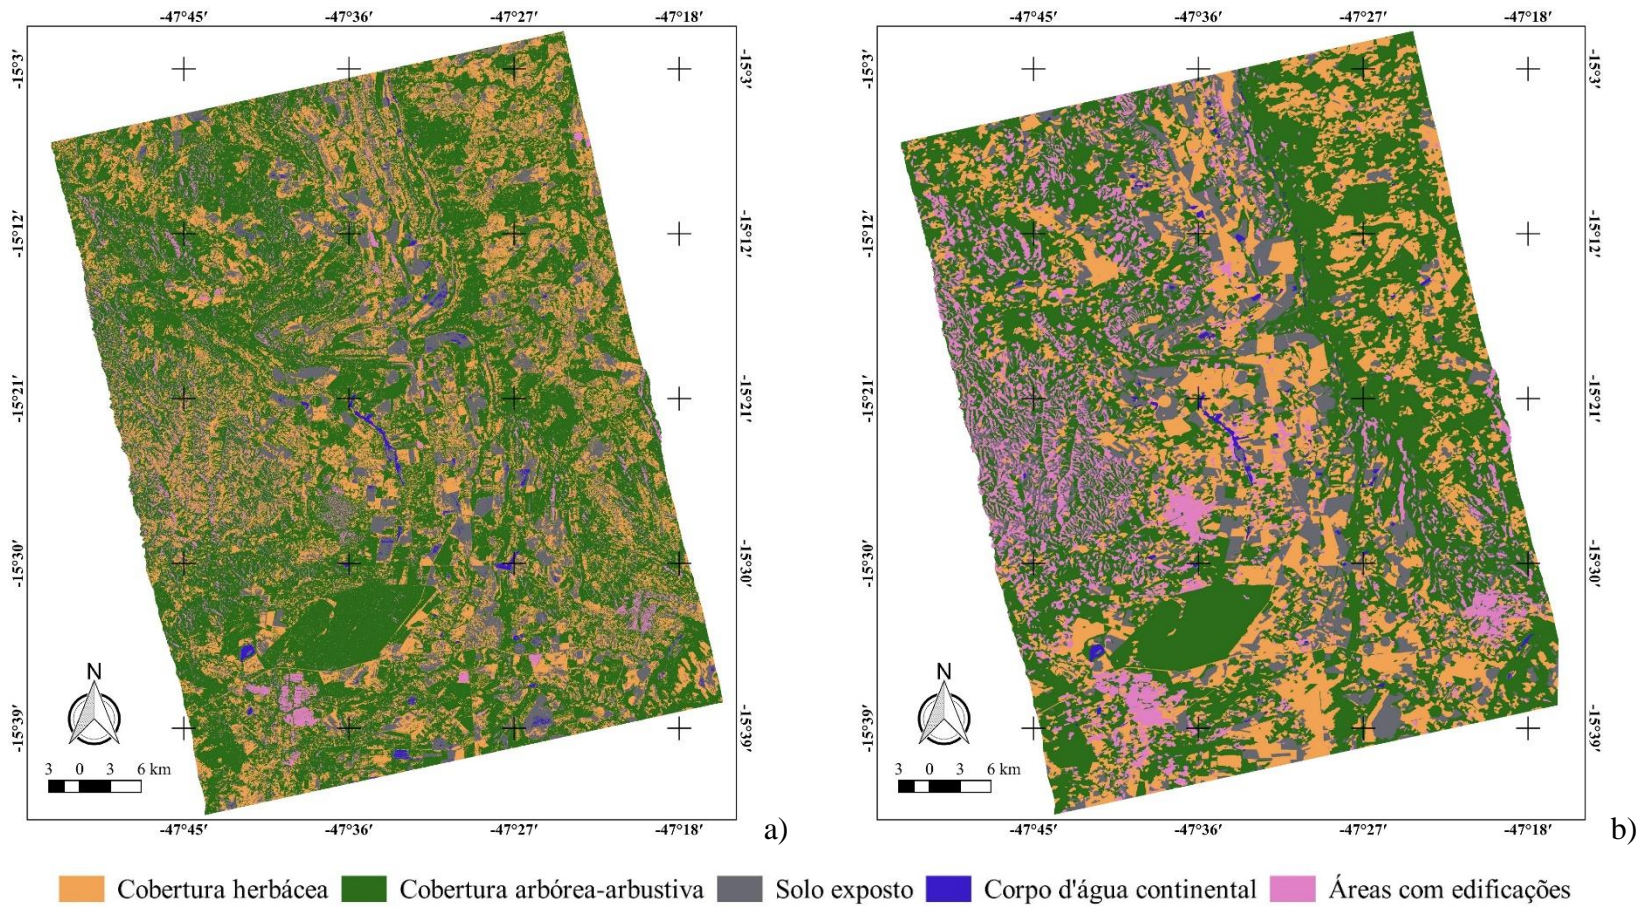 -47°45' -47°36' -47°27' -47°18' -47°45' -47°36' -47°27' -47°18'
-15°3' -15°3' -15°3' -15°3'
-15°12' -15°12' -15°12' -15°12'
-15°21' -15°21' -15°21' -15°21'
-15°30' -15°30' -15°30' -15°30'
N N
-15°39' -15°39' -15°39' -15°39'
3 0 3 6 km 3 0 3 6 km
-47°45' -47°36' -47°27' -47°18' a) -47°45' -47°36' -47°27' -47°18' b)
Cobertura herbácea Cobertura arbórea-arbustiva Solo exposto Corpo d'água continental Áreas com edificações